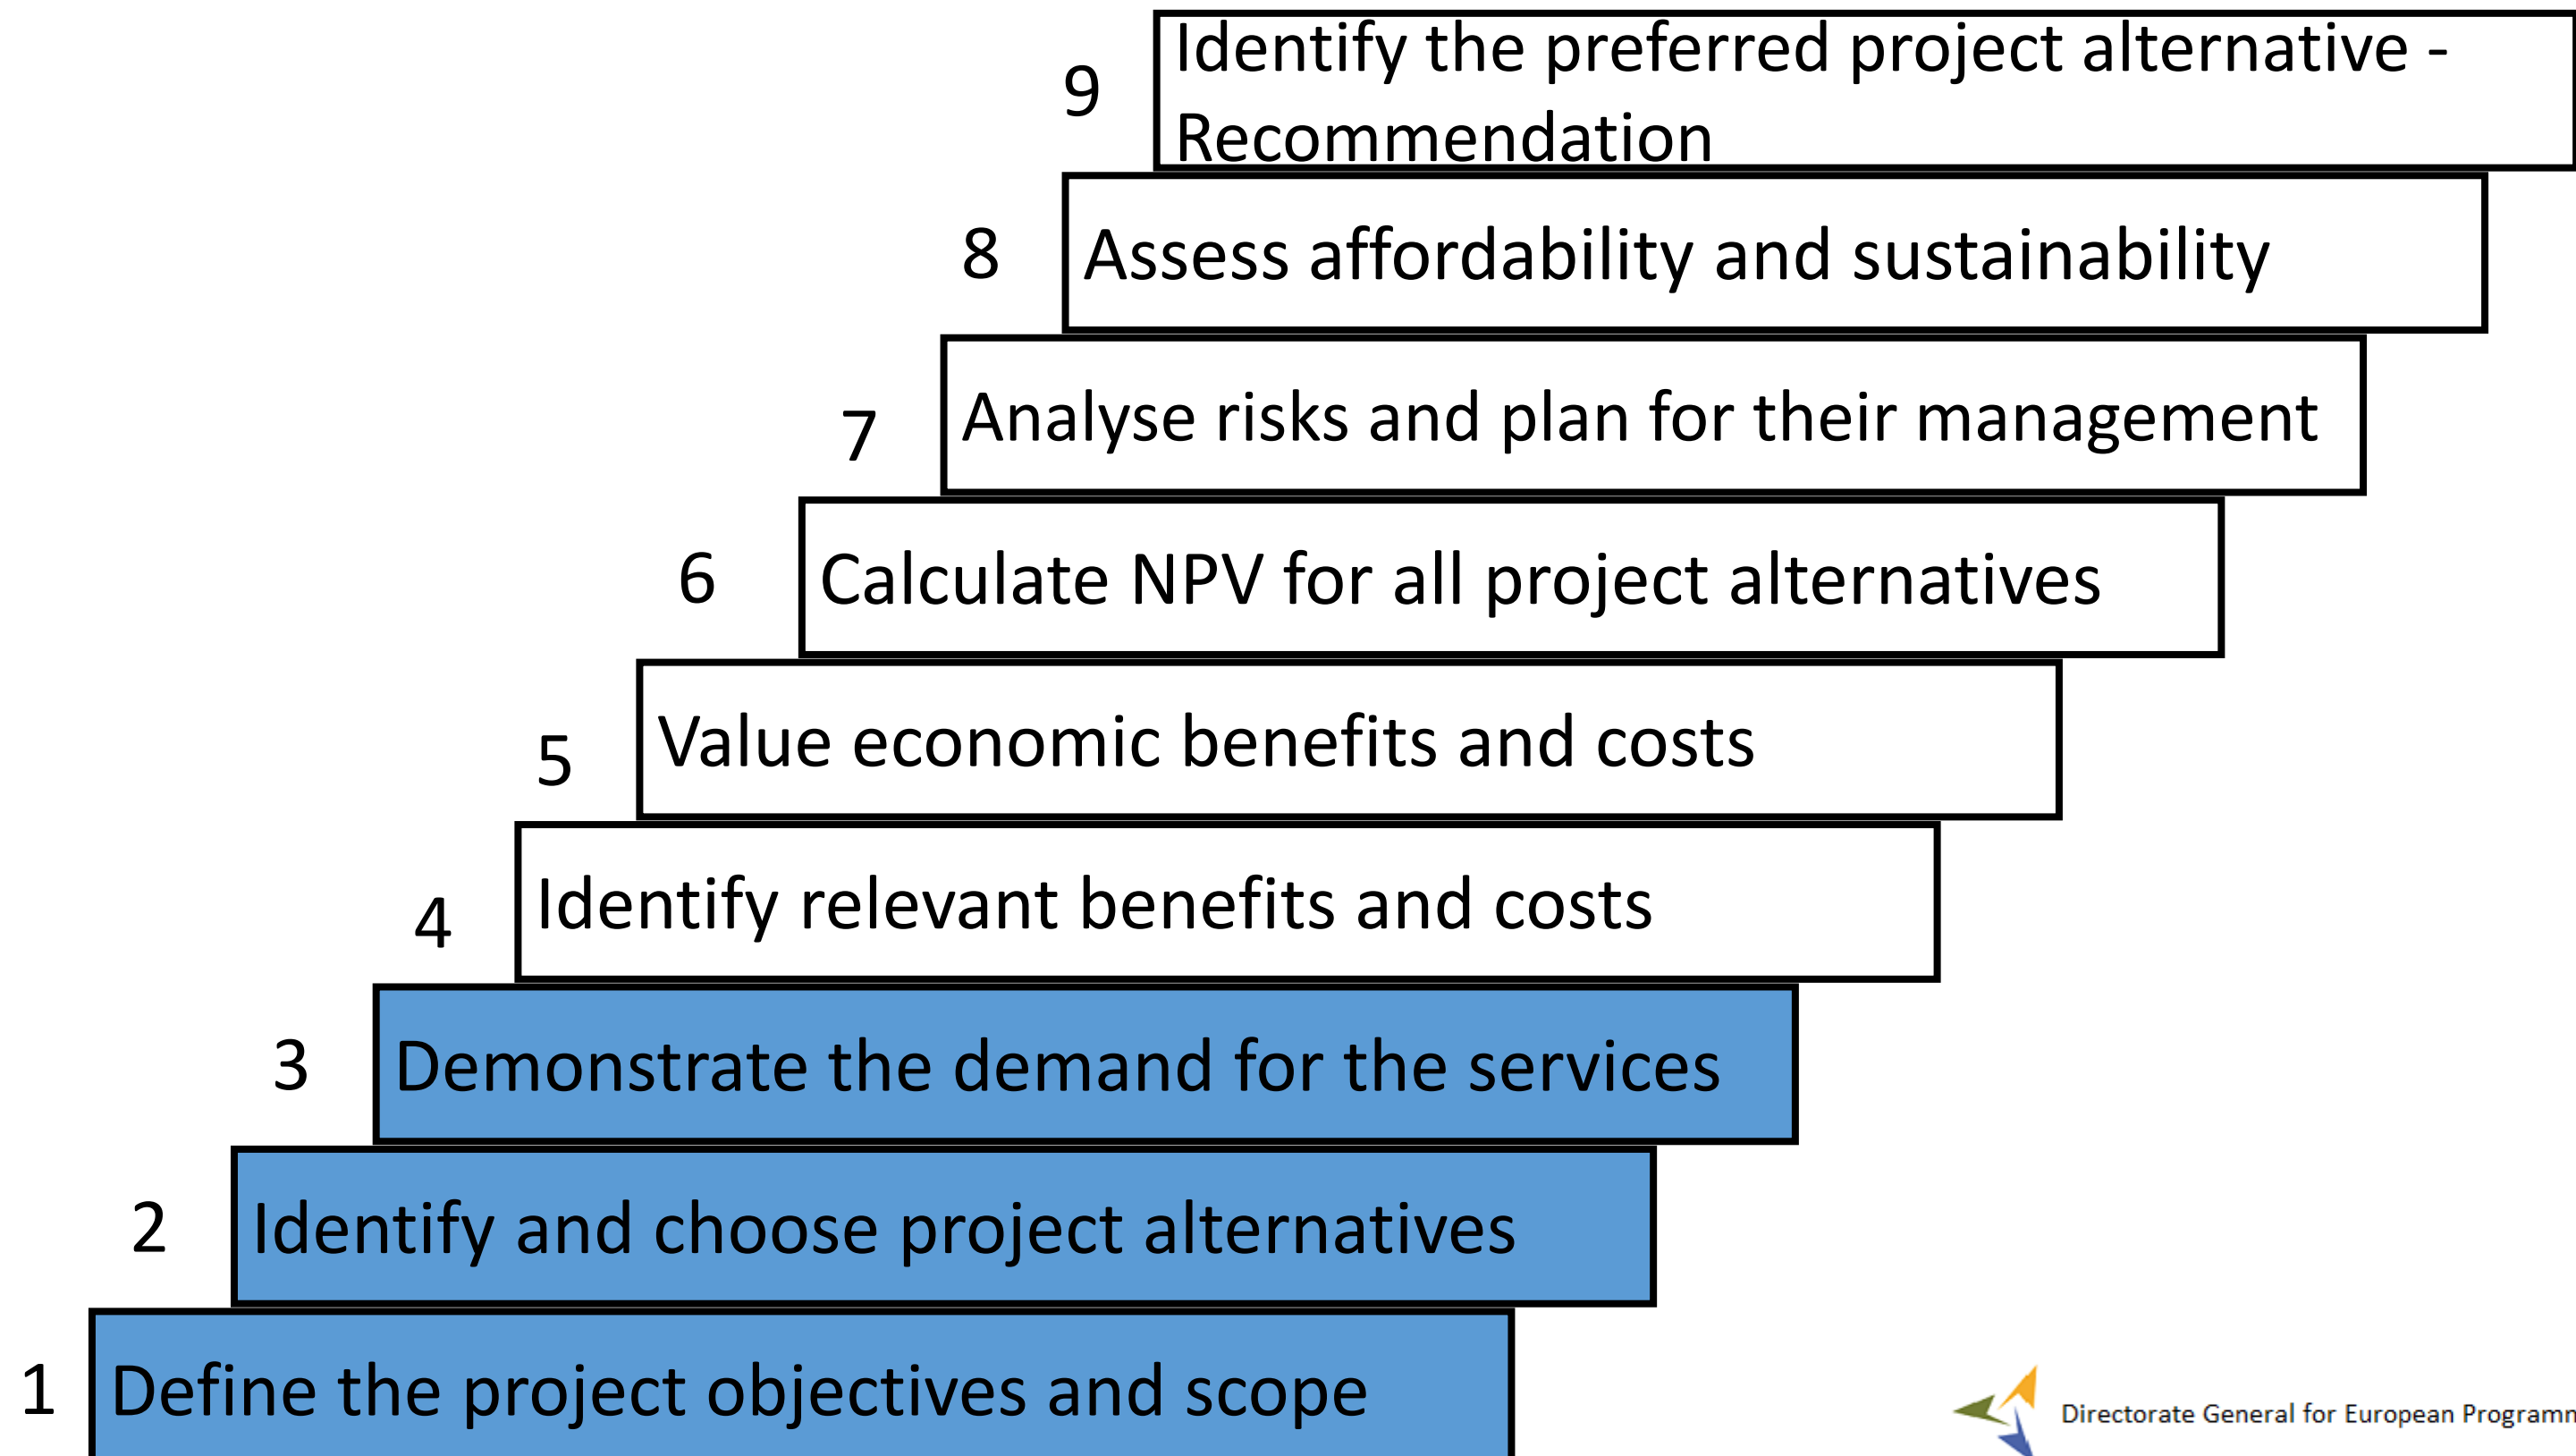 9
Identify the preferred project alternative -
Recommendation
8
Assess affordability and sustainability
7
Analyse risks and plan for their management
6
Calculate NPV for all project alternatives
5
Value economic benefits and costs
4
Identify relevant benefits and costs
3
Demonstrate the demand for the services
2
Identify and choose project alternatives
1
Define the project objectives and scope
Directorate General for European